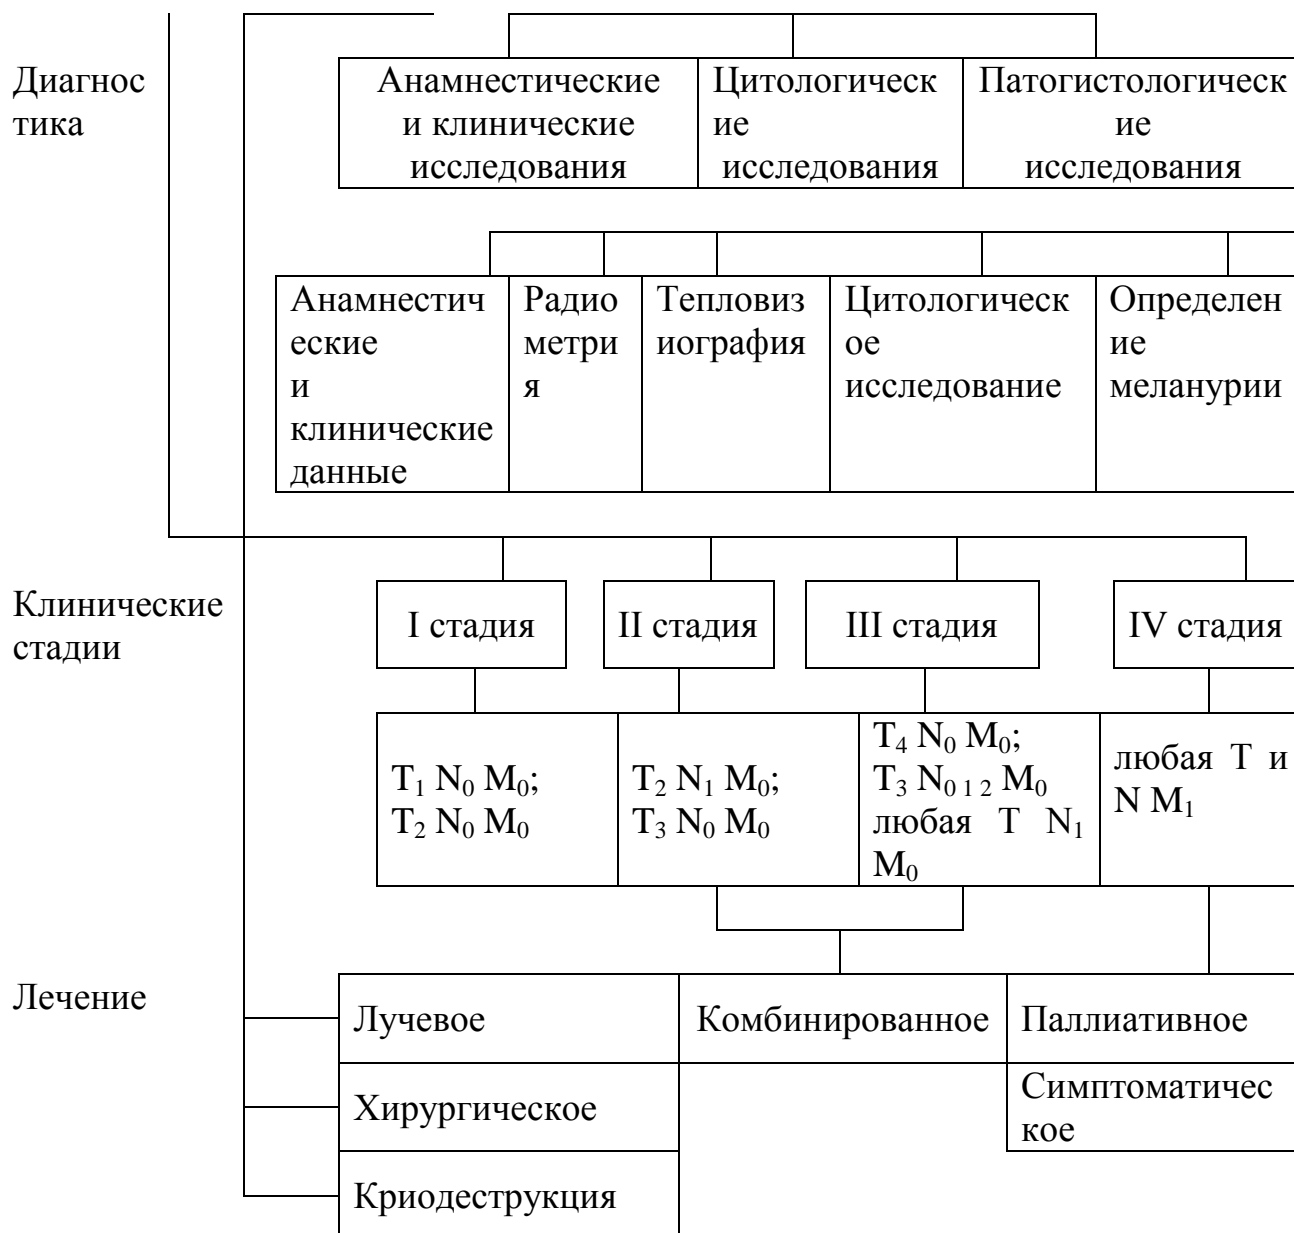 Диагнос
тика
Анамнестические
и клинические
исследования
Цитологическ
ие
исследования
Патогистологическ
ие
исследования
Анамнестич
еские
и
клинические
данные
Радио
метри
я
Тепловиз
иография
Цитологическ
ое
исследование
Определен
ие
меланурии
Клинические
стадии
I стадия
II стадия
III стадия
IV стадия
T₁ N₀ M₀;
T₂ N₀ M₀
T₂ N₁ M₀;
T₃ N₀ M₀
T₄ N₀ M₀;
T₃ N₀ ₁ ₂ M₀
любая T N₁
M₀
любая T и
N M₁
Лечение
Лучевое
Комбинированное
Паллиативное
Хирургическое
Симптоматичес
кое
Криодеструкция